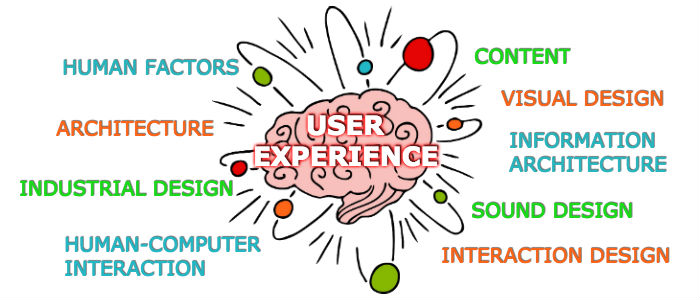 HUMAN FACTORS
ARCHITECTURE
INDUSTRIAL DESIGN
HUMAN-COMPUTER
INTERACTION
USER
EXPERIENCE
CONTENT
VISUAL DESIGN
INFORMATION
ARCHITECTURE
SOUND DESIGN
INTERACTION DESIGN